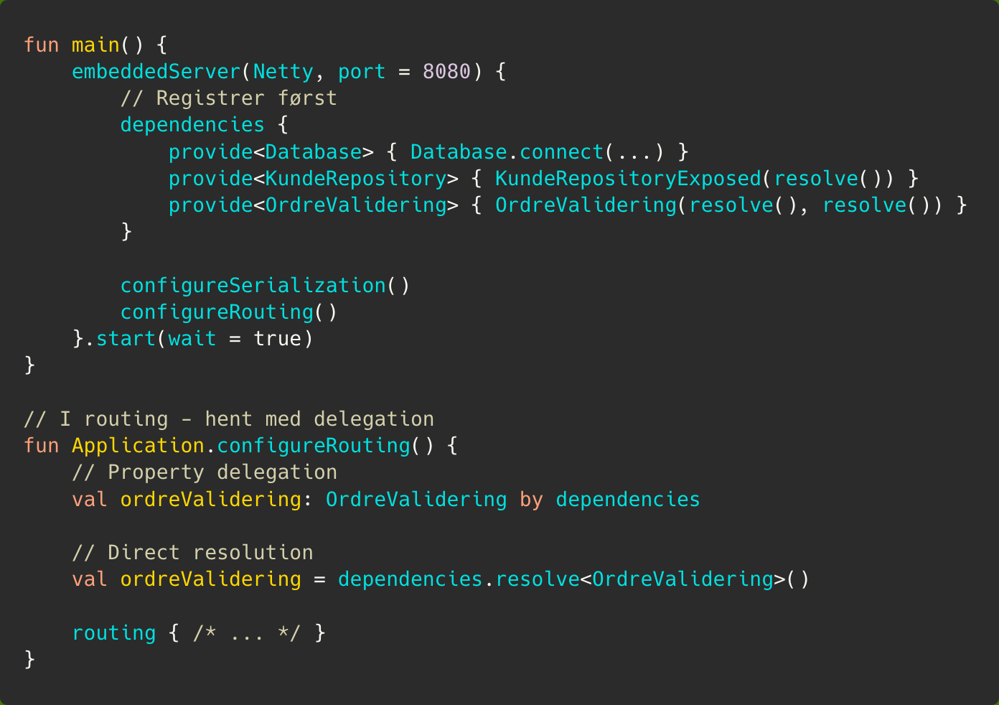 fun main() {
    embeddedServer(Netty, port = 8080) {
        // Registrer først
        dependencies {
            provide<Database> { Database.connect(...) }
            provide<KundeRepository> { KundeRepositoryExposed(resolve()) }
            provide<OrdreValidering> { OrdreValidering(resolve(), resolve()) }
        }

        configureSerialization()
        configureRouting()
    }.start(wait = true)
}

// I routing – hent med delegation
fun Application.configureRouting() {
    // Property delegation
    val ordreValidering: OrdreValidering by dependencies

    // Direct resolution
    val ordreValidering = dependencies.resolve<OrdreValidering>()

    routing { /* ... */ }
}